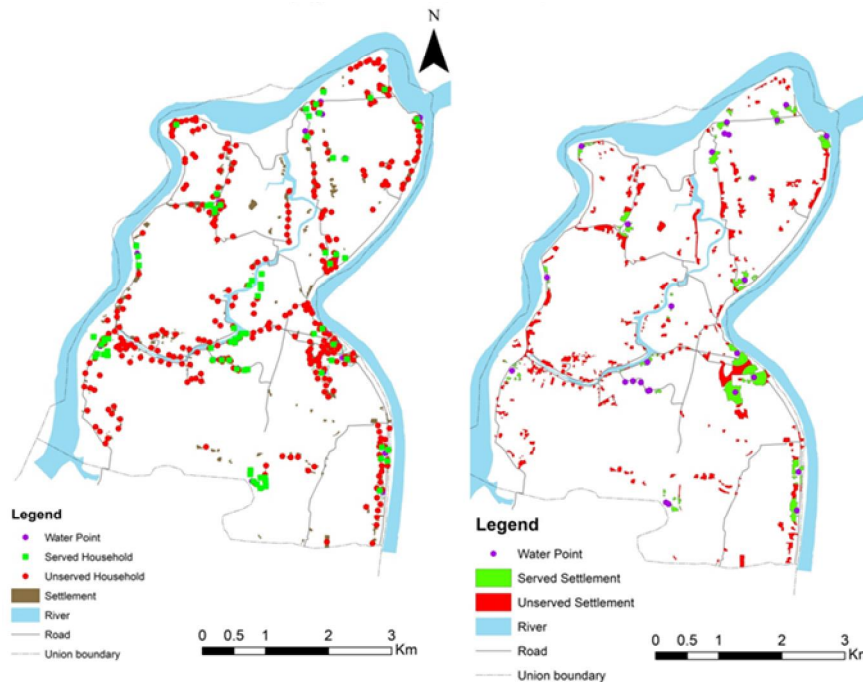 N
Legend
Water Point
Served Household
Unserved Household
Settlement
River
Road
Union boundary
0 0.5 1 2 3
Km
Legend
Water Point
Served Settlement
Unserved Settlement
River
Road
Union boundary
0 0.5 1 2 3
Km